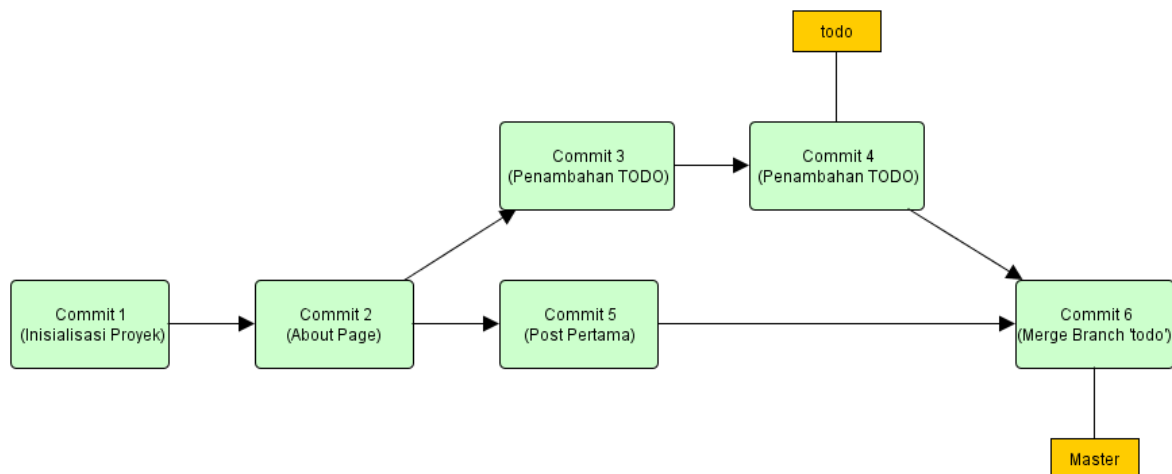 todo
Commit 3
(Penambahan TODO)
Commit 4
(Penambahan TODO)
Commit 1
(Inisialisasi Proyek)
Commit 2
(About Page)
Commit 5
(Post Pertama)
Commit 6
(Merge Branch 'todo')
Master